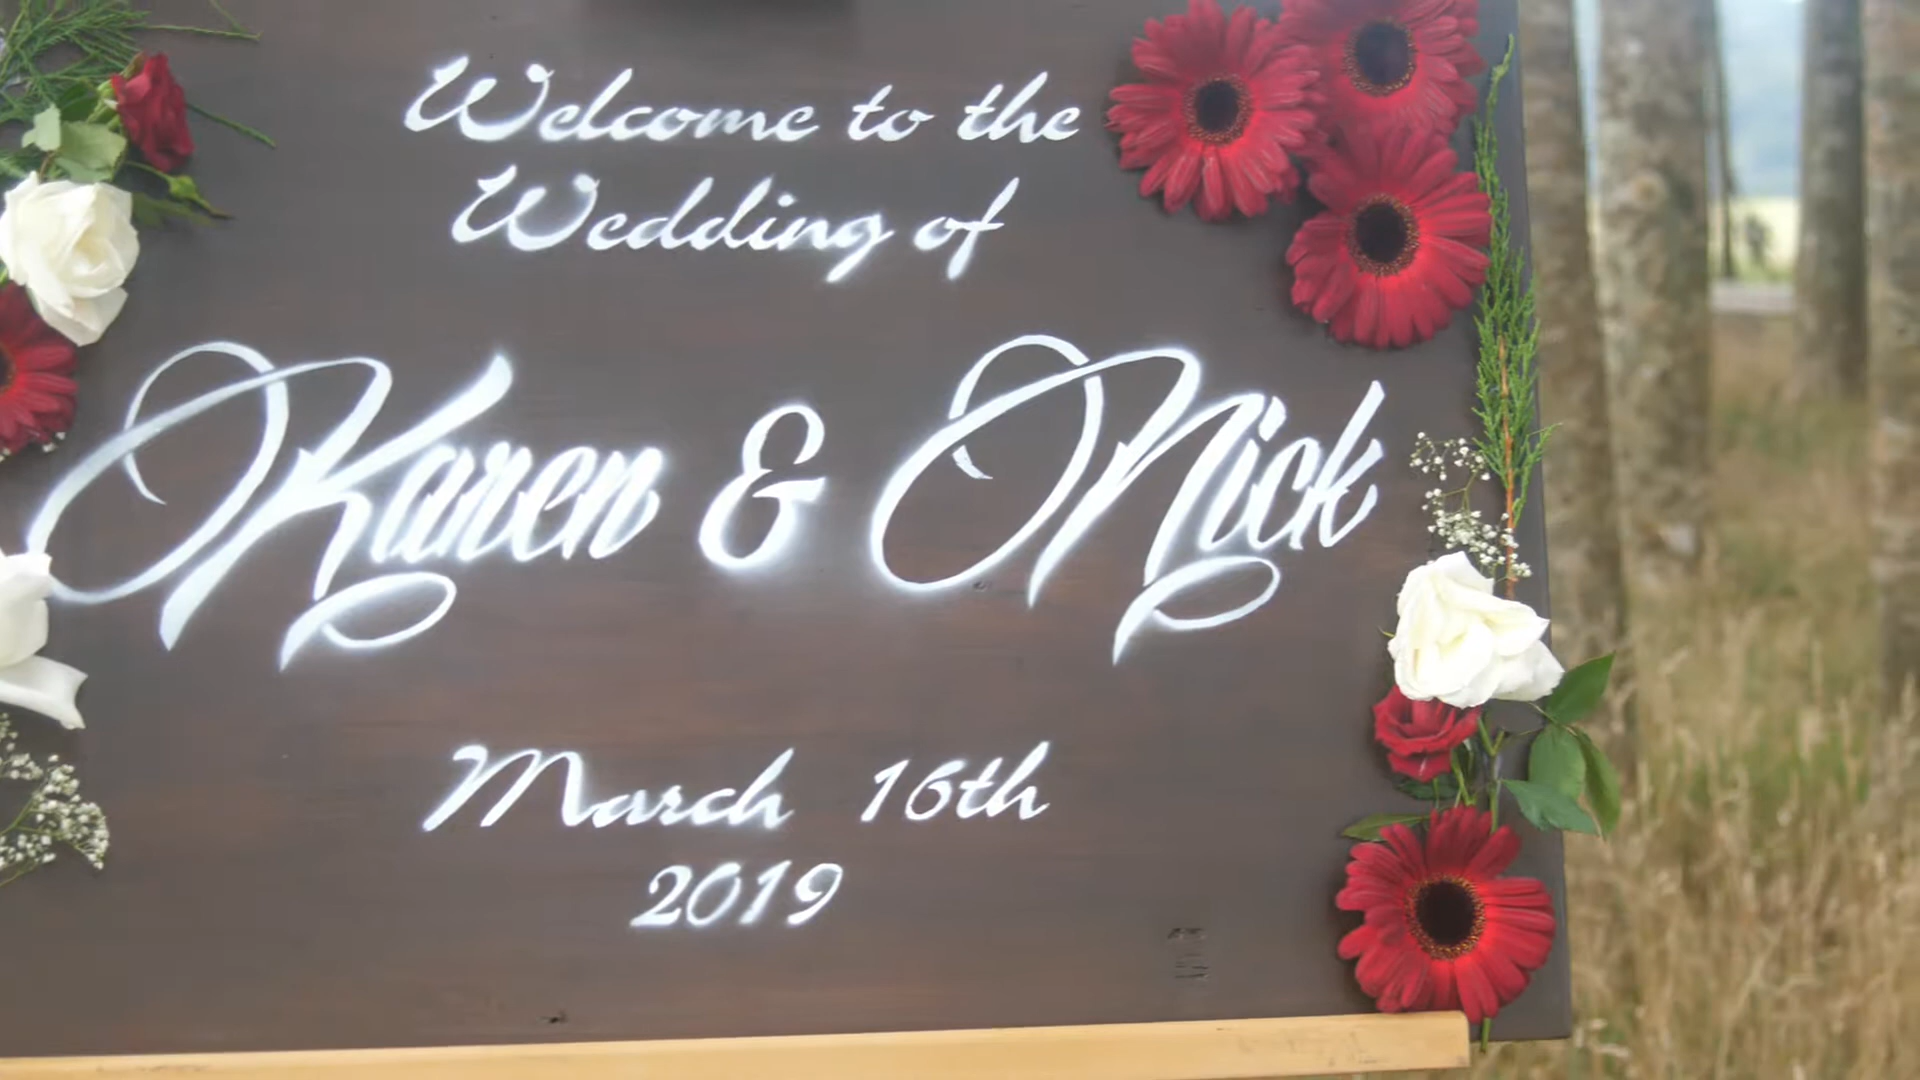 Welcome to the
Wedding of
Karen & Nick
March 16th
2019